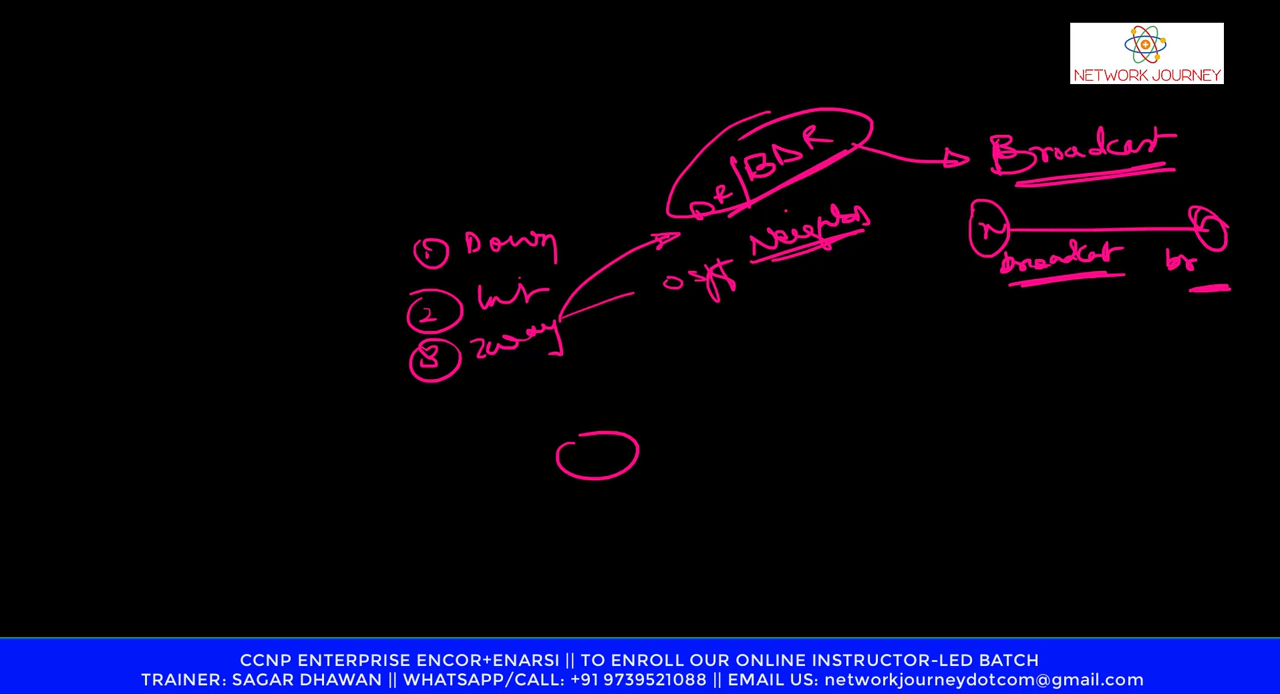 NETWORK JOURNEY
DR/BDR
Broadcast
① Down
② Init
③ 2way
ospf Neighbor
broadcast
br
CCNP ENTERPRISE ENCOR+ENARSI || TO ENROLL OUR ONLINE INSTRUCTOR-LED BATCH
TRAINER: SAGAR DHAWAN || WHATSAPP/CALL: +91 9739521088 || EMAIL US: networkjourneydotcom@gmail.com